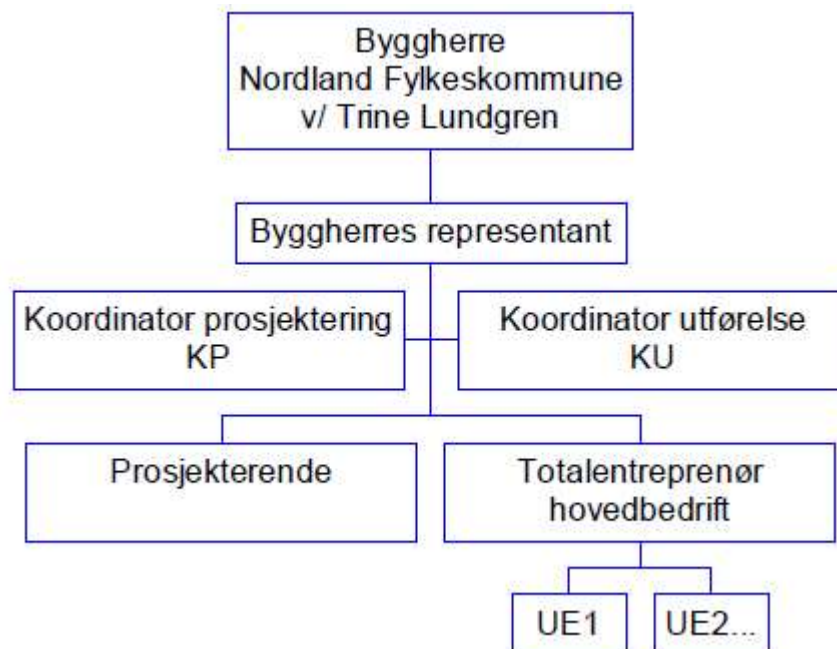 Byggherre
Nordland Fylkeskommune
v/ Trine Lundgren
Byggherres representant
Koordinator prosjektering
KP
Koordinator utførelse
KU
Prosjekterende
Totalentreprenør
hovedbedrift
UE1
UE2...